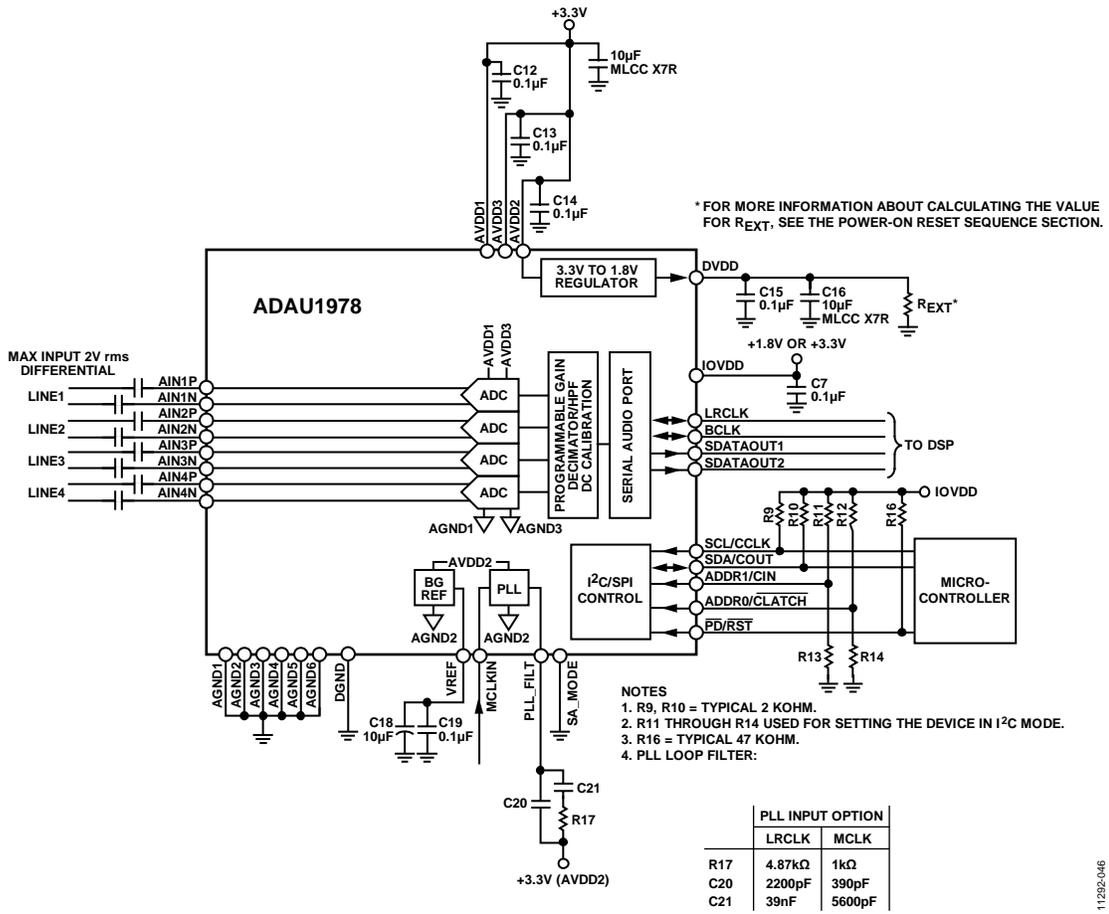 +3.3V
10µF
MLCC X7R
C12
0.1µF
C13
0.1µF
C14
0.1µF
AVDD1
AVDD3
AVDD2
* FOR MORE INFORMATION ABOUT CALCULATING THE VALUE
FOR REXT, SEE THE POWER-ON RESET SEQUENCE SECTION.
3.3V TO 1.8V
REGULATOR
DVDD
C15
0.1µF
C16
10µF
MLCC X7R
REXT*
ADAU1978
+1.8V OR +3.3V
IOVDD
C7
0.1µF
MAX INPUT 2V rms
DIFFERENTIAL
LINE1
LINE2
LINE3
LINE4
AIN1P
AIN1N
AIN2P
AIN2N
AIN3P
AIN3N
AIN4P
AIN4N
AVDD1
AVDD3
ADC
ADC
ADC
ADC
AGND1
AGND3
PROGRAMMABLE GAIN
DECIMATOR/HPF
DC CALIBRATION
SERIAL AUDIO PORT
LRCLK
BCLK
SDATAOUT1
SDATAOUT2
TO DSP
IOVDD
R9
R10
R11
R12
R16
I2C/SPI
CONTROL
SCL/CCLK
SDA/COUT
ADDR1/CIN
ADDR0/CLATCH
PD/RST
MICRO-
CONTROLLER
R13
R14
AVDD2
BG
REF
PLL
AGND2
AGND2
AGND1
AGND2
AGND3
AGND4
AGND5
AGND6
DGND
VREF
MCLKIN
PLL_FILT
SA_MODE
C18
10µF
C19
0.1µF
C20
C21
R17
+3.3V (AVDD2)
NOTES
1. R9, R10 = TYPICAL 2 KOHM.
2. R11 THROUGH R14 USED FOR SETTING THE DEVICE IN I2C MODE.
3. R16 = TYPICAL 47 KOHM.
4. PLL LOOP FILTER:
PLL INPUT OPTION
LRCLK MCLK
R17 4.87kΩ 1kΩ
C20 2200pF 390pF
C21 39nF 5600pF
11292-046